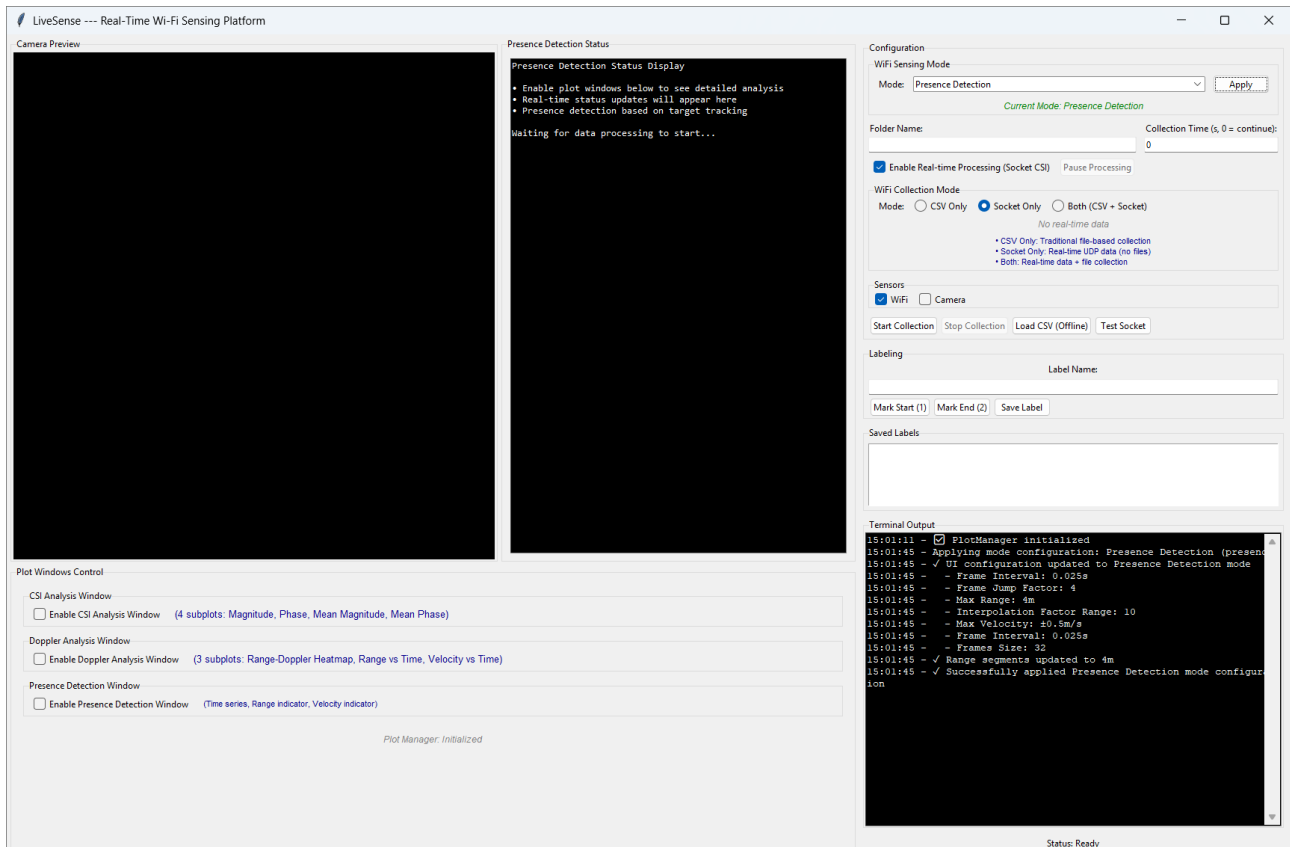 LiveSense --- Real-Time Wi-Fi Sensing Platform
Camera Preview
Presence Detection Status
Presence Detection Status Display
• Enable plot windows below to see detailed analysis
• Real-time status updates will appear here
• Presence detection based on target tracking
Waiting for data processing to start...
Configuration
WiFi Sensing Mode
Mode: Presence Detection Apply
Current Mode: Presence Detection
Folder Name: Collection Time (s, 0 = continue):
0
Enable Real-time Processing (Socket CSI) Pause Processing
WiFi Collection Mode
Mode: CSV Only Socket Only Both (CSV + Socket)
No real-time data
• CSV Only: Traditional file-based collection
• Socket Only: Real-time UDP data (no files)
• Both: Real-time data + file collection
Sensors
WiFi Camera
Start Collection Stop Collection Load CSV (Offline) Test Socket
Labeling
Label Name:
Mark Start (1) Mark End (2) Save Label
Saved Labels
Terminal Output
15:01:11 - ☑ PlotManager initialized
15:01:45 - Applying mode configuration: Presence Detection (presenc
15:01:45 - ✓ UI configuration updated to Presence Detection mode
15:01:45 -   - Frame Interval: 0.025s
15:01:45 -   - Frame Jump Factor: 4
15:01:45 -   - Max Range: 4m
15:01:45 -   - Interpolation Factor Range: 10
15:01:45 -   - Max Velocity: ±0.5m/s
15:01:45 -   - Frame Interval: 0.025s
15:01:45 -   - Frames Size: 32
15:01:45 - ✓ Range segments updated to 4m
15:01:45 - ✓ Successfully applied Presence Detection mode configurat
ion
Status: Ready
Plot Windows Control
CSI Analysis Window
Enable CSI Analysis Window (4 subplots: Magnitude, Phase, Mean Magnitude, Mean Phase)
Doppler Analysis Window
Enable Doppler Analysis Window (3 subplots: Range-Doppler Heatmap, Range vs Time, Velocity vs Time)
Presence Detection Window
Enable Presence Detection Window (Time series, Range indicator, Velocity indicator)
Plot Manager: Initialized